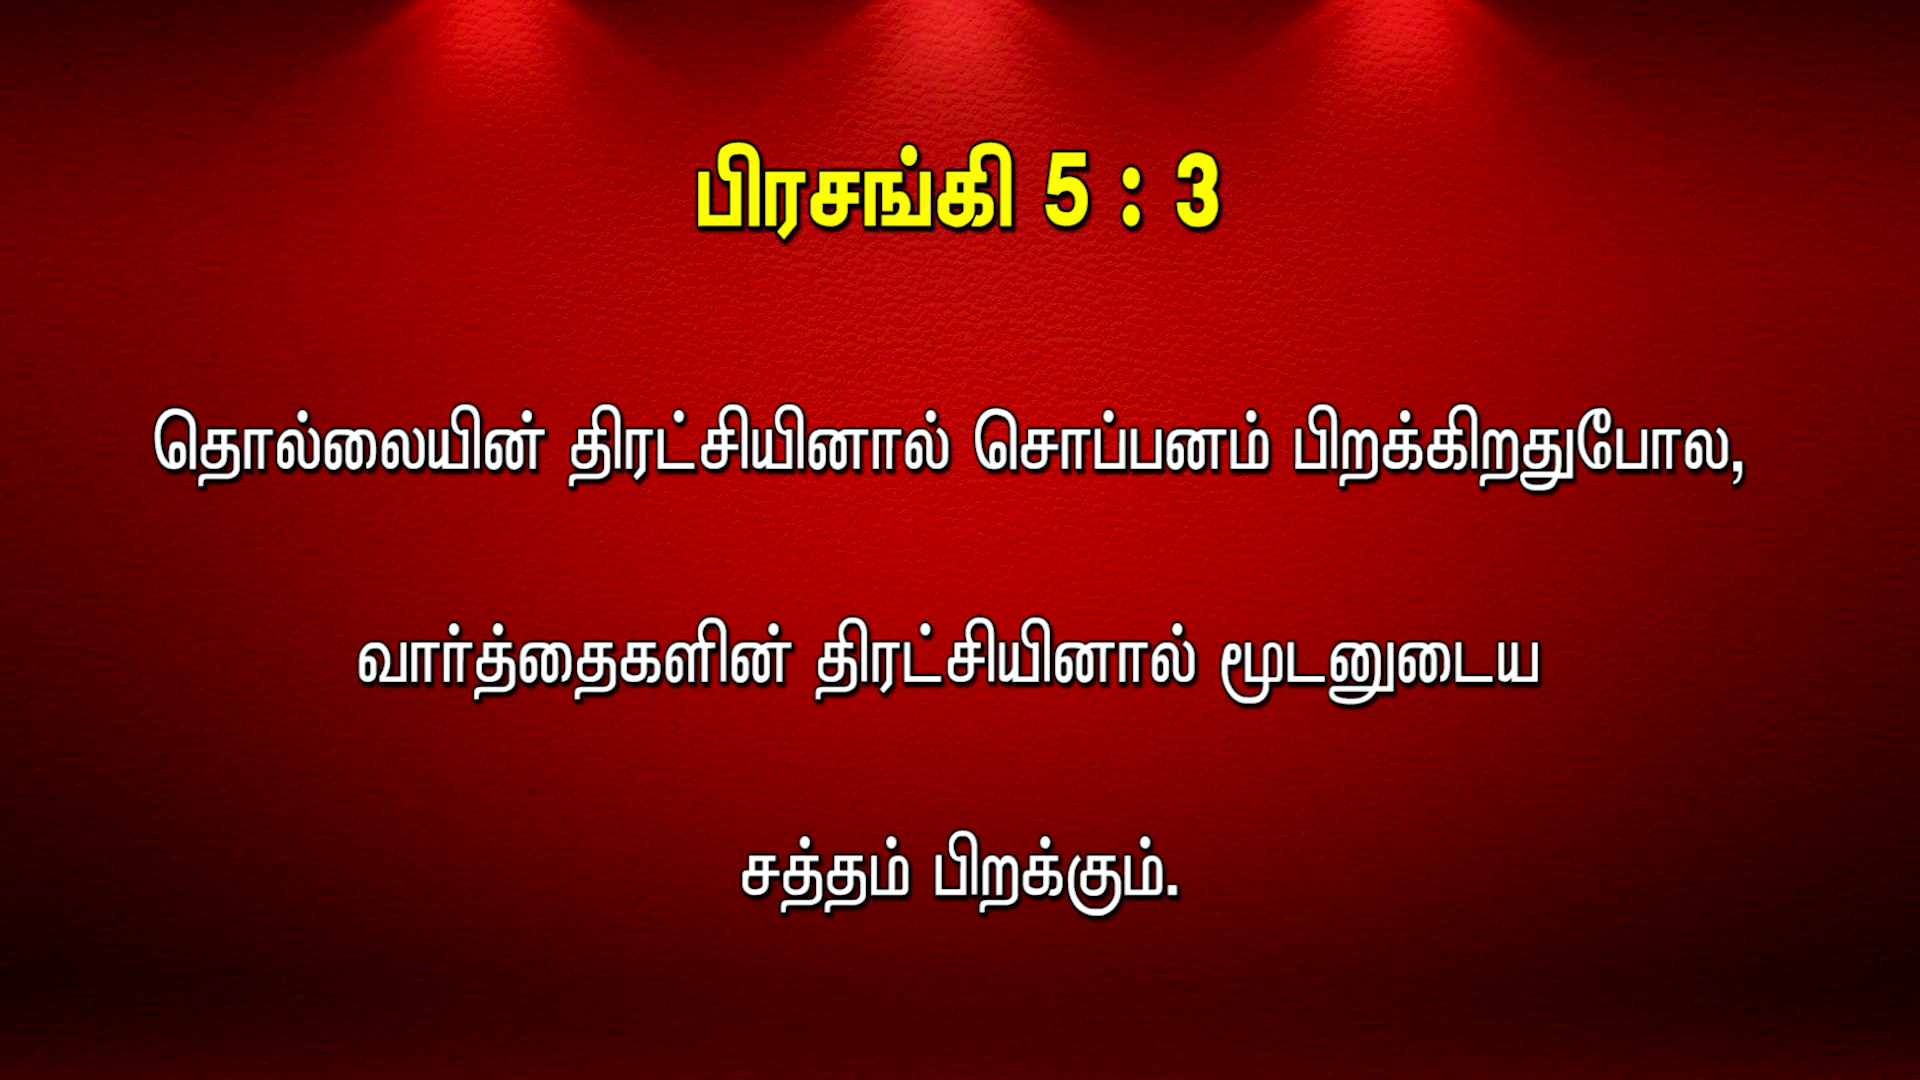 பிரசங்கி 5 : 3
தொல்லையின் திரட்சியினால் சொப்பனம் பிறக்கிறதுபோல,
வார்த்தைகளின் திரட்சியினால் மூடனுடைய
சத்தம் பிறக்கும்.